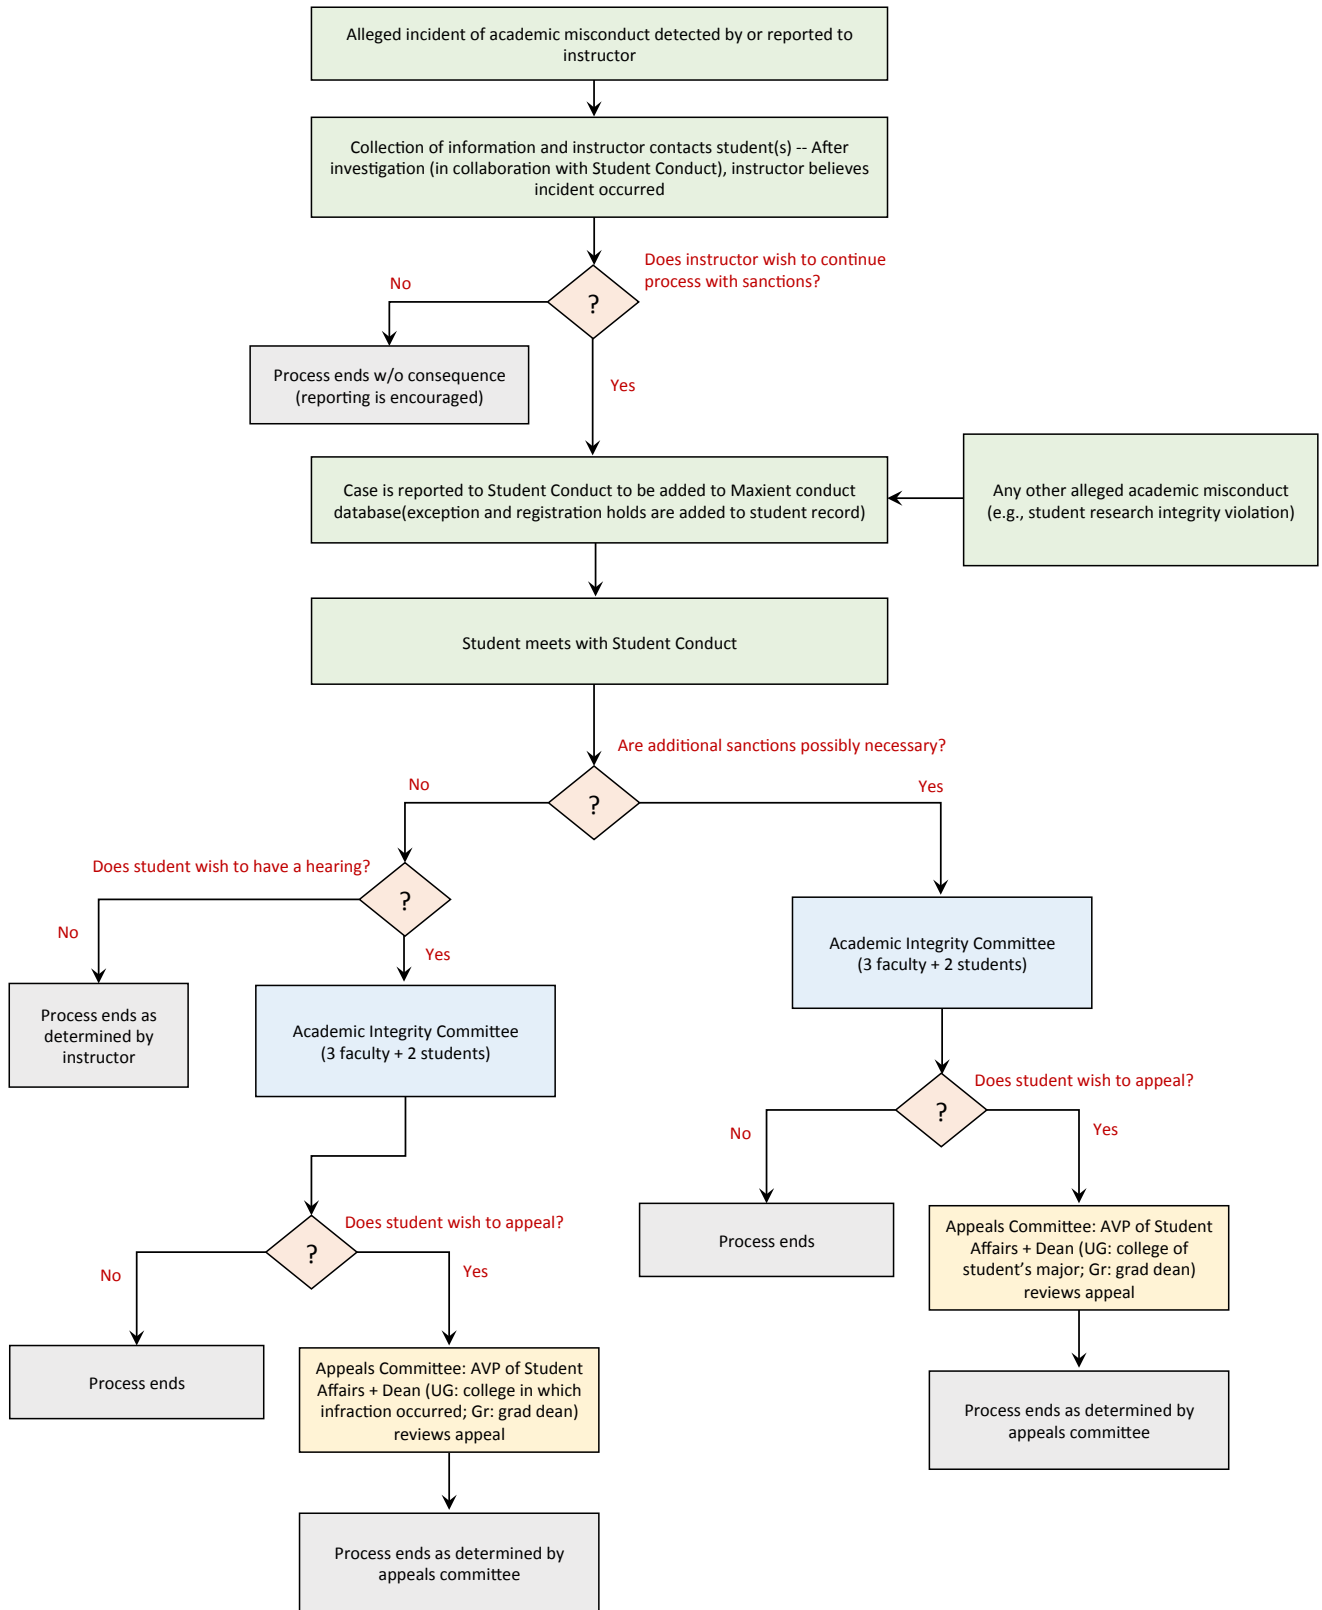 Alleged incident of academic misconduct detected by or reported to
instructor
Collection of information and instructor contacts student(s) -- After
investigation (in collaboration with Student Conduct), instructor believes
incident occurred
Does instructor wish to continue
process with sanctions?
No
?
Process ends w/o consequence
(reporting is encouraged)
Yes
Case is reported to Student Conduct to be added to Maxient conduct
database(exception and registration holds are added to student record)
Any other alleged academic misconduct
(e.g., student research integrity violation)
Student meets with Student Conduct
Are additional sanctions possibly necessary?
No
?
Yes
Does student wish to have a hearing?
?
No
Yes
Process ends as
determined by
instructor
Academic Integrity Committee
(3 faculty + 2 students)
Academic Integrity Committee
(3 faculty + 2 students)
Does student wish to appeal?
?
No
Yes
Process ends
Appeals Committee: AVP of Student
Affairs + Dean (UG: college of
student’s major; Gr: grad dean)
reviews appeal
Process ends as determined by
appeals committee
Does student wish to appeal?
?
No
Yes
Process ends
Appeals Committee: AVP of Student
Affairs + Dean (UG: college in which
infraction occurred; Gr: grad dean)
reviews appeal
Process ends as determined by
appeals committee